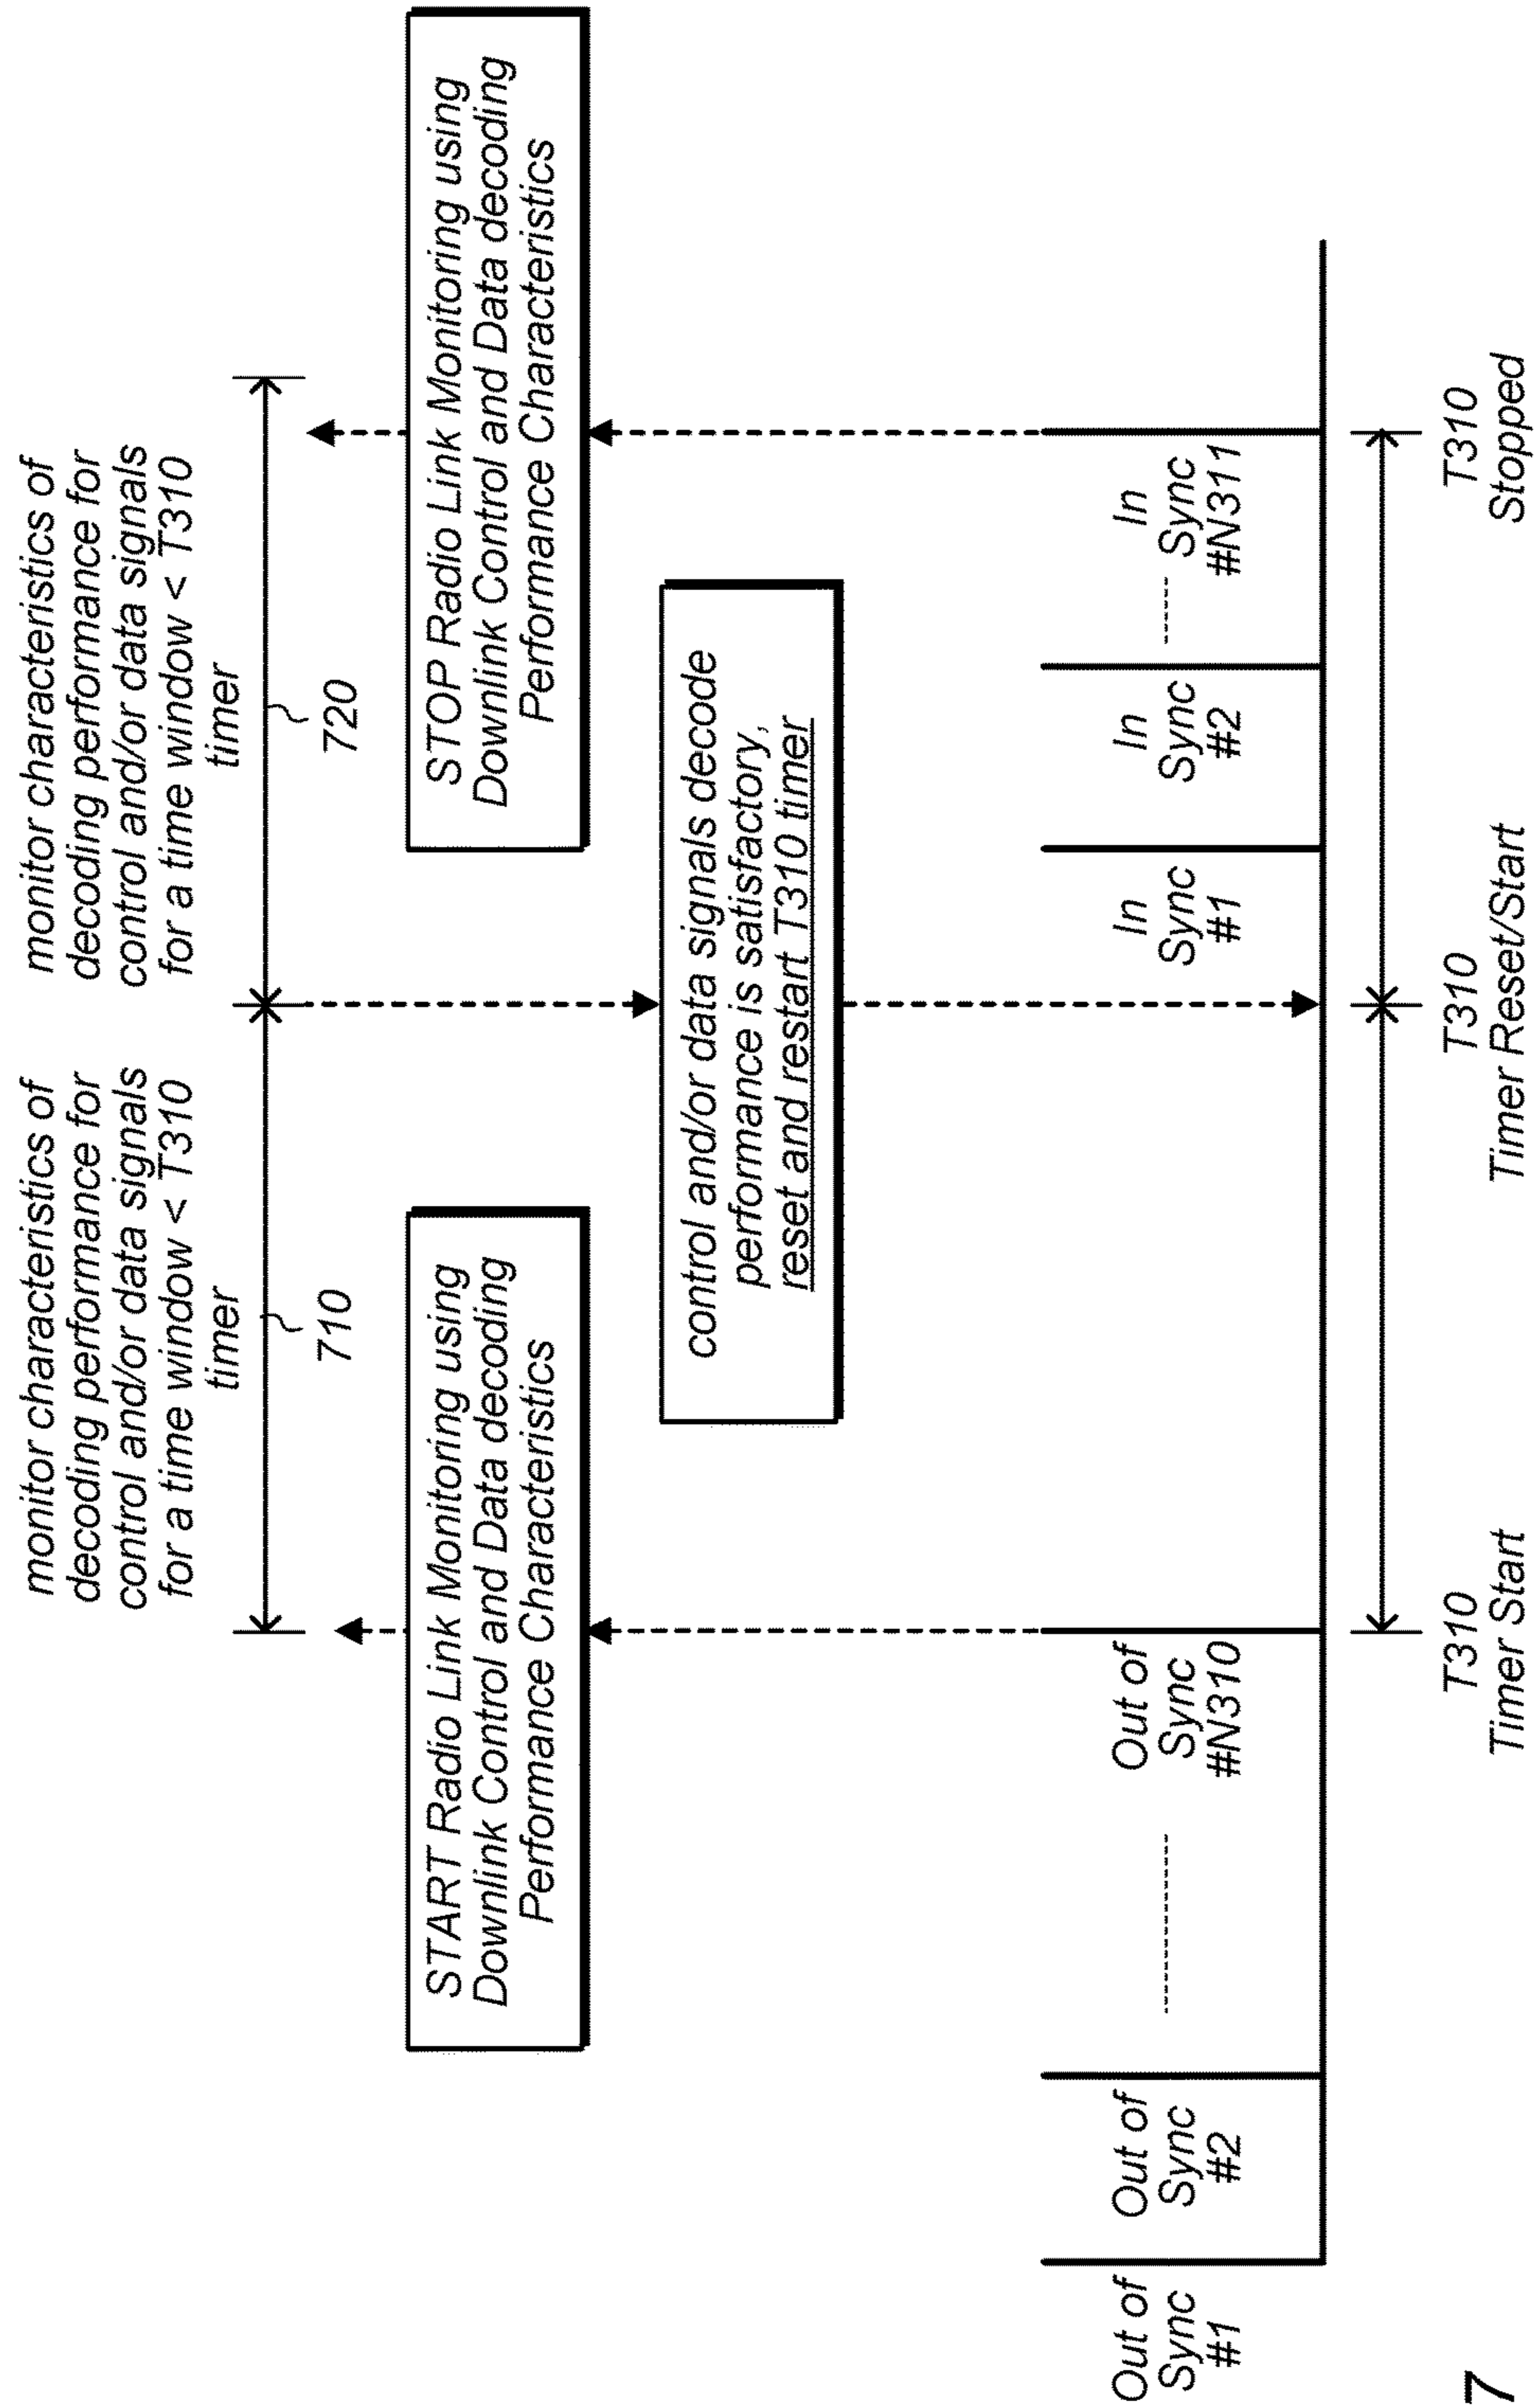 monitor characteristics of
decoding performance for
control and/or data signals
for a time window < T310
timer
710
monitor characteristics of
decoding performance for
control and/or data signals
for a time window < T310
timer
720
START Radio Link Monitoring using
Downlink Control and Data decoding
Performance Characteristics
STOP Radio Link Monitoring using
Downlink Control and Data decoding
Performance Characteristics
control and/or data signals decode
performance is satisfactory,
reset and restart T310 timer
Out of
Sync
#1
Out of
Sync
#2
Out of
Sync
#N310
In
Sync
#1
In
Sync
#2
In
Sync
#N311
T310
Timer Start
T310
Timer Reset/Start
T310
Stopped
7